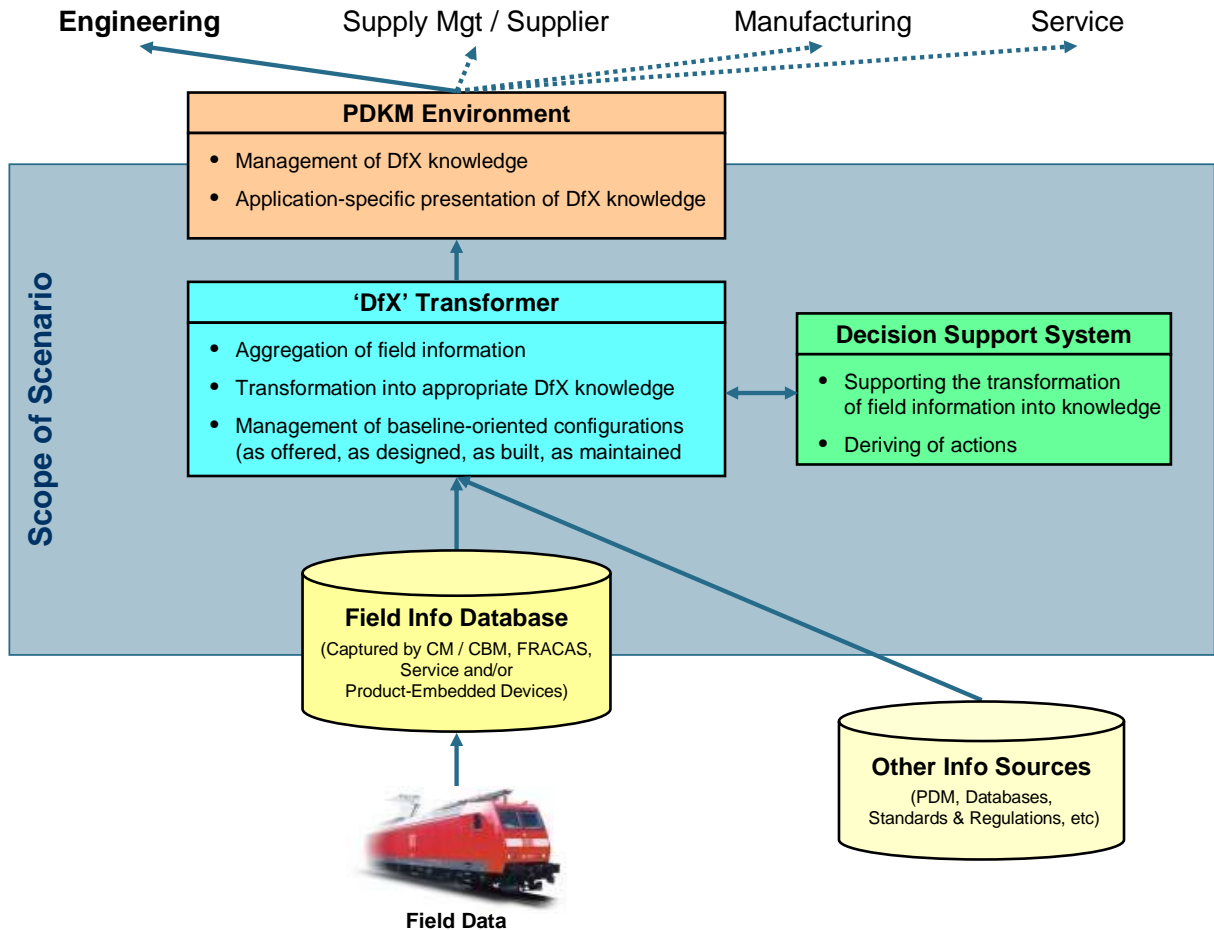 Engineering Supply Mgt / Supplier Manufacturing Service
PDKM Environment
• Management of DfX knowledge
• Application-specific presentation of DfX knowledge
Scope of Scenario
‘DfX’ Transformer
• Aggregation of field information
• Transformation into appropriate DfX knowledge
• Management of baseline-oriented configurations
(as offered, as designed, as built, as maintained
Decision Support System
• Supporting the transformation
of field information into knowledge
• Deriving of actions
Field Info Database
(Captured by CM / CBM, FRACAS,
Service and/or
Product-Embedded Devices)
Other Info Sources
(PDM, Databases,
Standards & Regulations, etc)
Field Data